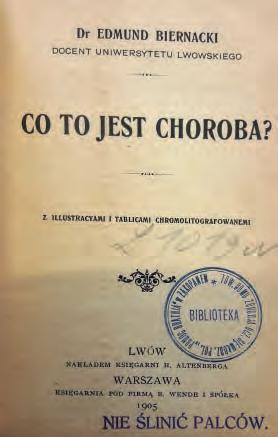 Dr EDMUND BIERNACKI
DOCENT UNIWERSYTETU LWOWSKIEGO
CO TO JEST CHOROBA?
Z ILLUSTRACYAMI I TABLICAMI CHROMOLITOGRAFOWANEMI
BIBLIOTEKA
LWÓW
NAKŁADEM KSIĘGARNI H. ALTENBERGA
WARSZAWA
KSIĘGARNIA POD FIRMĄ E. WENDE I SPÓŁKA
1905
NIE ŚLINIĆ PALCÓW.